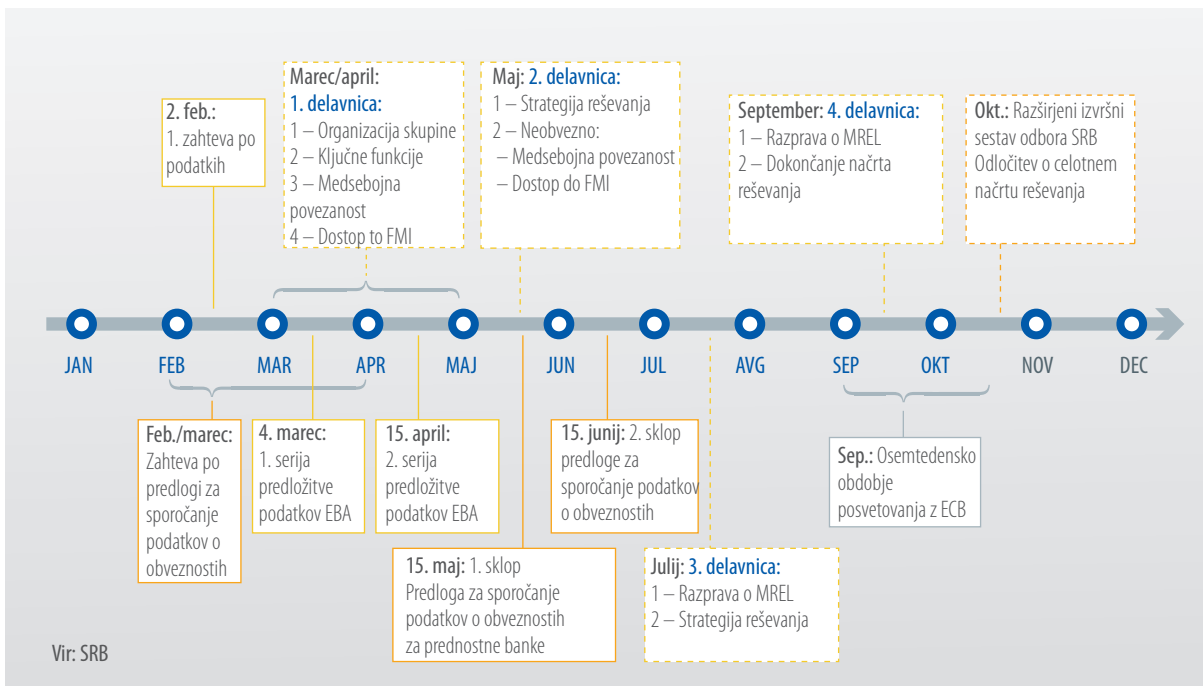 2. feb.:
1. zahteva po
podatkih
Marec/april:
1. delavnica:
1 – Organizacija skupine
2 – Ključne funkcije
3 – Medsebojna
povezanost
4 – Dostop to FMI
Maj: 2. delavnica:
1 – Strategija reševanja
2 – Neobvezno:
– Medsebojna povezanost
– Dostop do FMI
September: 4. delavnica:
1 – Razprava o MREL
2 – Dokončanje načrta
reševanja
Okt.: Razširjeni izvršni
sestav odbora SRB
Odločitev o celotnem
načrtu reševanja
JAN FEB MAR APR MAJ JUN JUL AVG SEP OKT NOV DEC
Feb./marec:
Zahteva po
predlogi za
sporočanje
podatkov o
obveznostih
4. marec:
1. serija
predložitve
podatkov EBA
15. april:
2. serija
predložitve
podatkov EBA
15. junij: 2. sklop
predloge za
sporočanje podatkov
o obveznostih
Sep.: Osemtedensko
obdobje
posvetovanja z ECB
15. maj: 1. sklop
Predloga za sporočanje
podatkov o obveznostih
za prednostne banke
Julij: 3. delavnica:
1 – Razprava o MREL
2 – Strategija reševanja
Vir: SRB